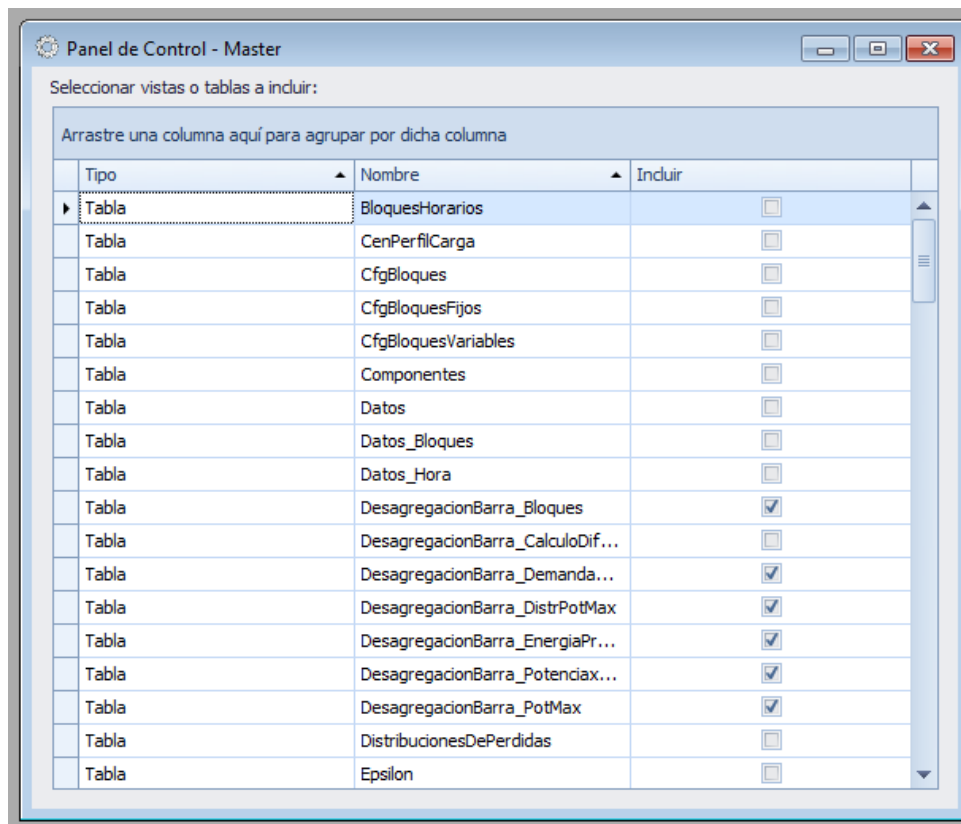 Panel de Control - Master
Seleccionar vistas o tablas a incluir:
Arrastre una columna aquí para agrupar por dicha columna
Tipo Nombre Incluir
Tabla BloquesHorarios
Tabla CenPerfilCarga
Tabla CfgBloques
Tabla CfgBloquesFijos
Tabla CfgBloquesVariables
Tabla Componentes
Tabla Datos
Tabla Datos_Bloques
Tabla Datos_Hora
Tabla DesagregacionBarra_Bloques
Tabla DesagregacionBarra_CalculoDif...
Tabla DesagregacionBarra_Demanda...
Tabla DesagregacionBarra_DistrPotMax
Tabla DesagregacionBarra_EnergiaPr...
Tabla DesagregacionBarra_Potenciax...
Tabla DesagregacionBarra_PotMax
Tabla DistribucionesDePerdidas
Tabla Epsilon